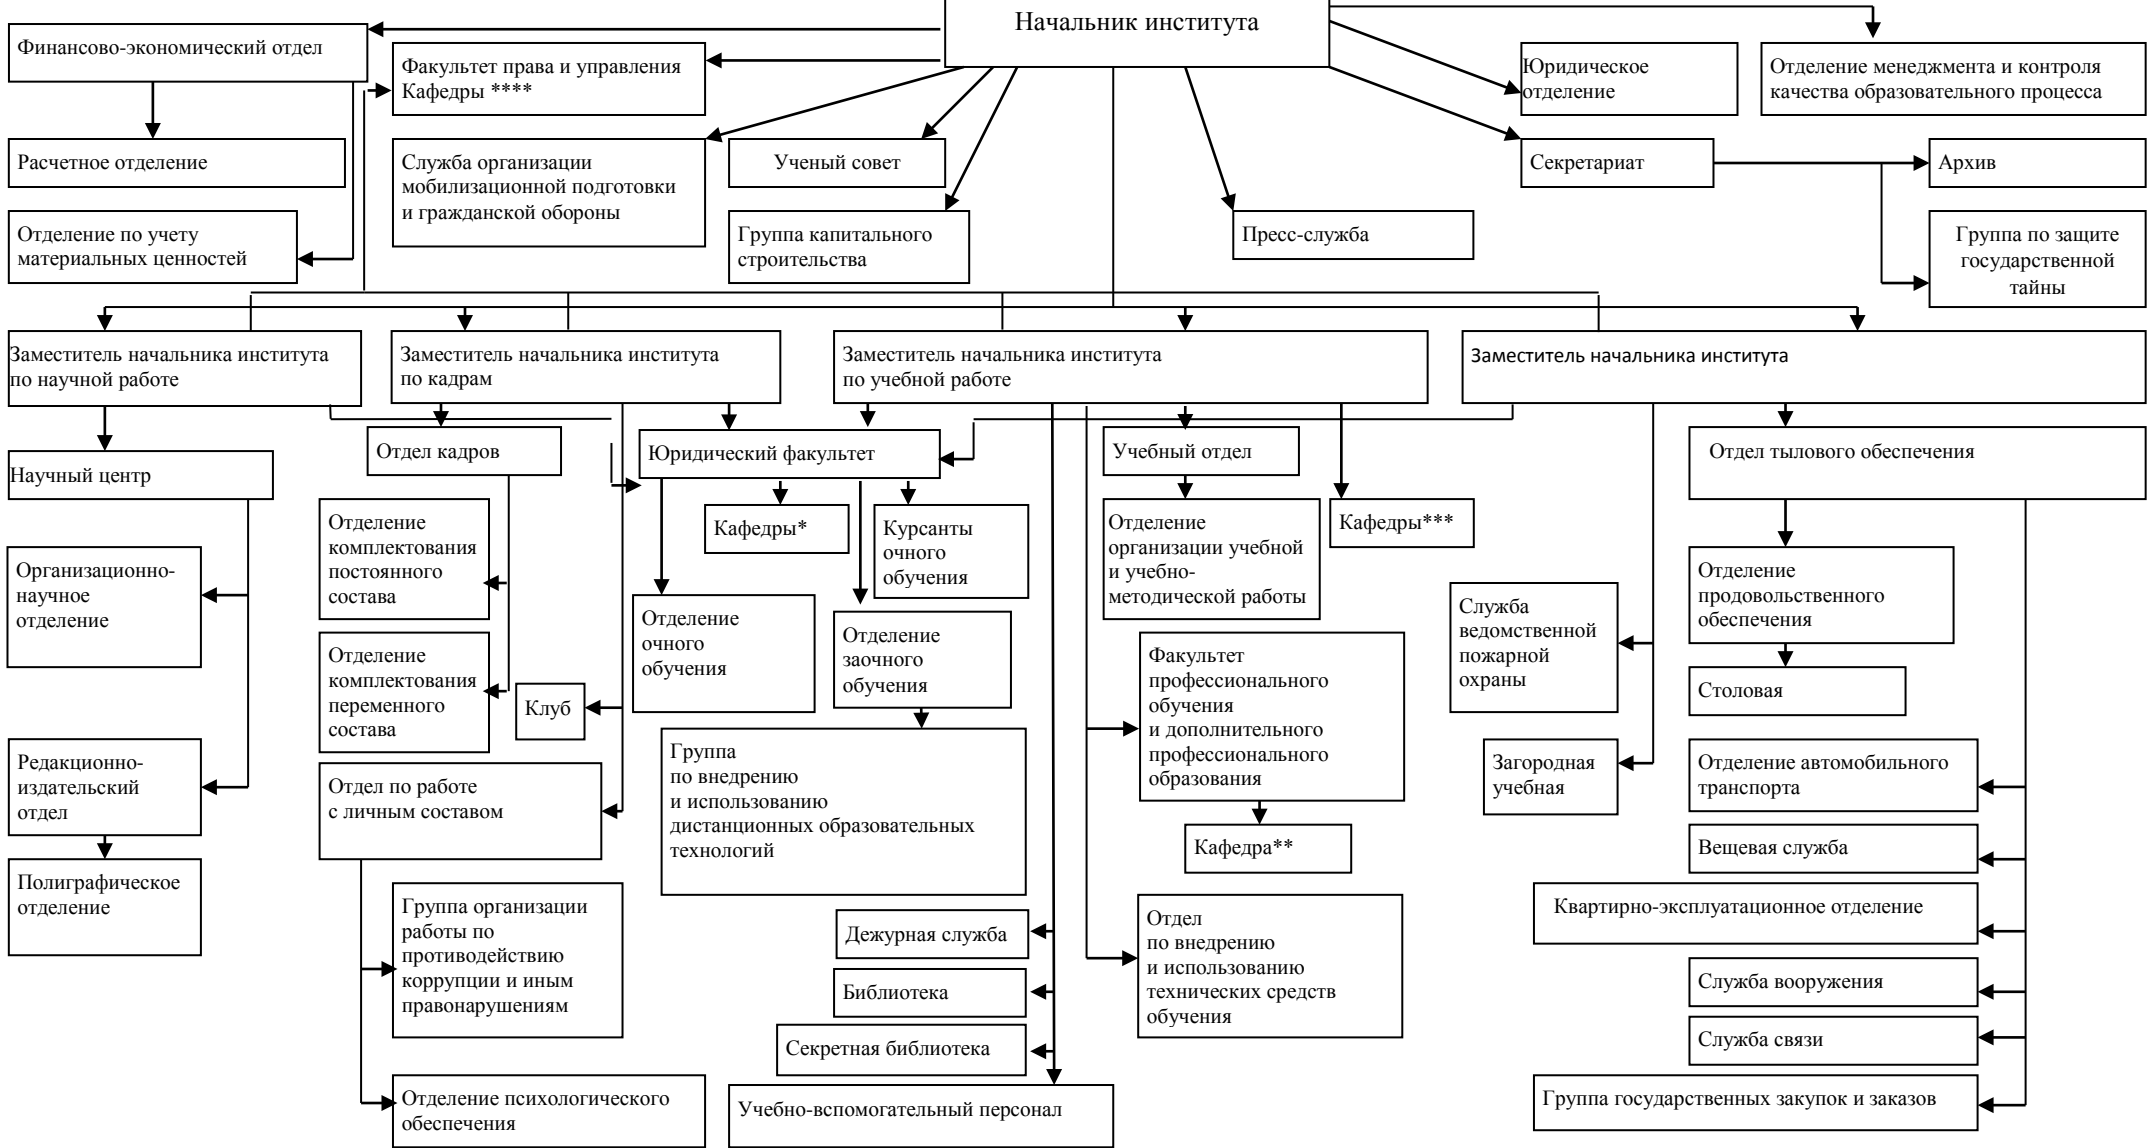 Начальник института
Финансово-экономический отдел
Факультет права и управления
Кафедры ****
Юридическое
отделение
Отделение менеджмента и контроля
качества образовательного процесса
Расчетное отделение
Служба организации
мобилизационной подготовки
и гражданской обороны
Ученый совет
Секретариат
Архив
Отделение по учету
материальных ценностей
Группа капитального
строительства
Пресс-служба
Группа по защите
государственной
тайны
Заместитель начальника института
по научной работе
Заместитель начальника института
по кадрам
Заместитель начальника института
по учебной работе
Заместитель начальника института
Научный центр
Отдел кадров
Юридический факультет
Учебный отдел
Отдел тылового обеспечения
Организационно-
научное
отделение
Отделение
комплектования
постоянного
состава
Кафедры*
Курсанты
очного
обучения
Отделение
организации учебной
и учебно-
методической работы
Кафедры***
Отделение
продовольственного
обеспечения
Служба
ведомственной
пожарной
охраны
Отделение
очного
обучения
Отделение
заочного
обучения
Отделение
комплектования
переменного
состава
Клуб
Факультет
профессионального
обучения
и дополнительного
профессионального
образования
Столовая
Редакционно-
издательский
отдел
Отдел по работе
с личным составом
Группа
по внедрению
и использованию
дистанционных образовательных
технологий
Загородная
учебная
Отделение автомобильного
транспорта
Кафедра**
Вещевая служба
Полиграфическое
отделение
Группа организации
работы по
противодействию
коррупции и иным
правонарушениям
Дежурная служба
Отдел
по внедрению
и использованию
технических средств
обучения
Квартирно-эксплуатационное отделение
Библиотека
Служба вооружения
Секретная библиотека
Служба связи
Отделение психологического
обеспечения
Учебно-вспомогательный персонал
Группа государственных закупок и заказов